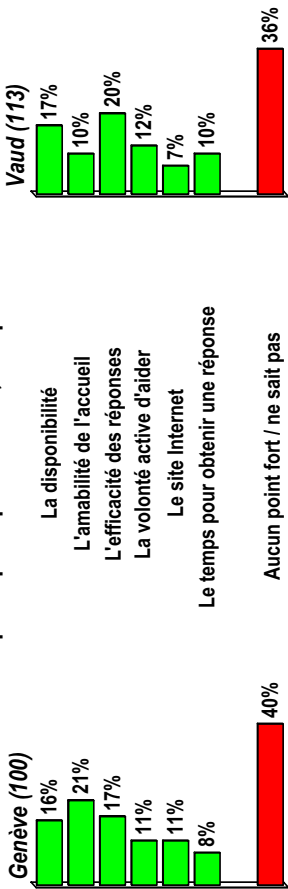 Genève (100)
Vaud (113)
16%
La disponibilité
17%
21%
L'amabilité de l'accueil
10%
17%
L'efficacité des réponses
20%
11%
La volonté active d'aider
12%
11%
Le site Internet
7%
8%
Le temps pour obtenir une réponse
10%
40%
Aucun point fort / ne sait pas
36%